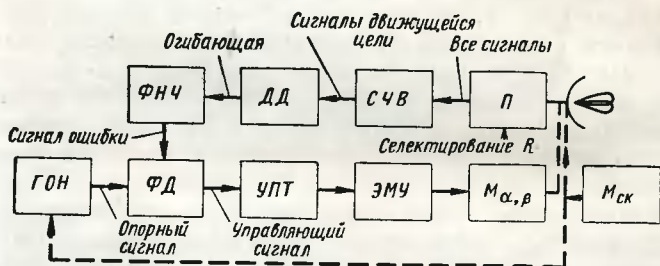 Сигналы движущейся
цели
Огибающая
Все сигналы
ФНЧ
ДД
СЧВ
П
Сигнал ошибки
Селектирование R
ГОН
ФД
УПТ
ЭМУ
Mα,β
Mск
Опорный
сигнал
Управляющий
сигнал